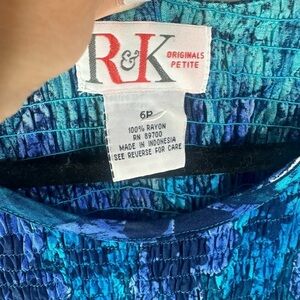 R&K
ORIGINALS
PETITE
6P
100% RAYON
RN 89700
MADE IN INDONESIA
SEE REVERSE FOR CARE